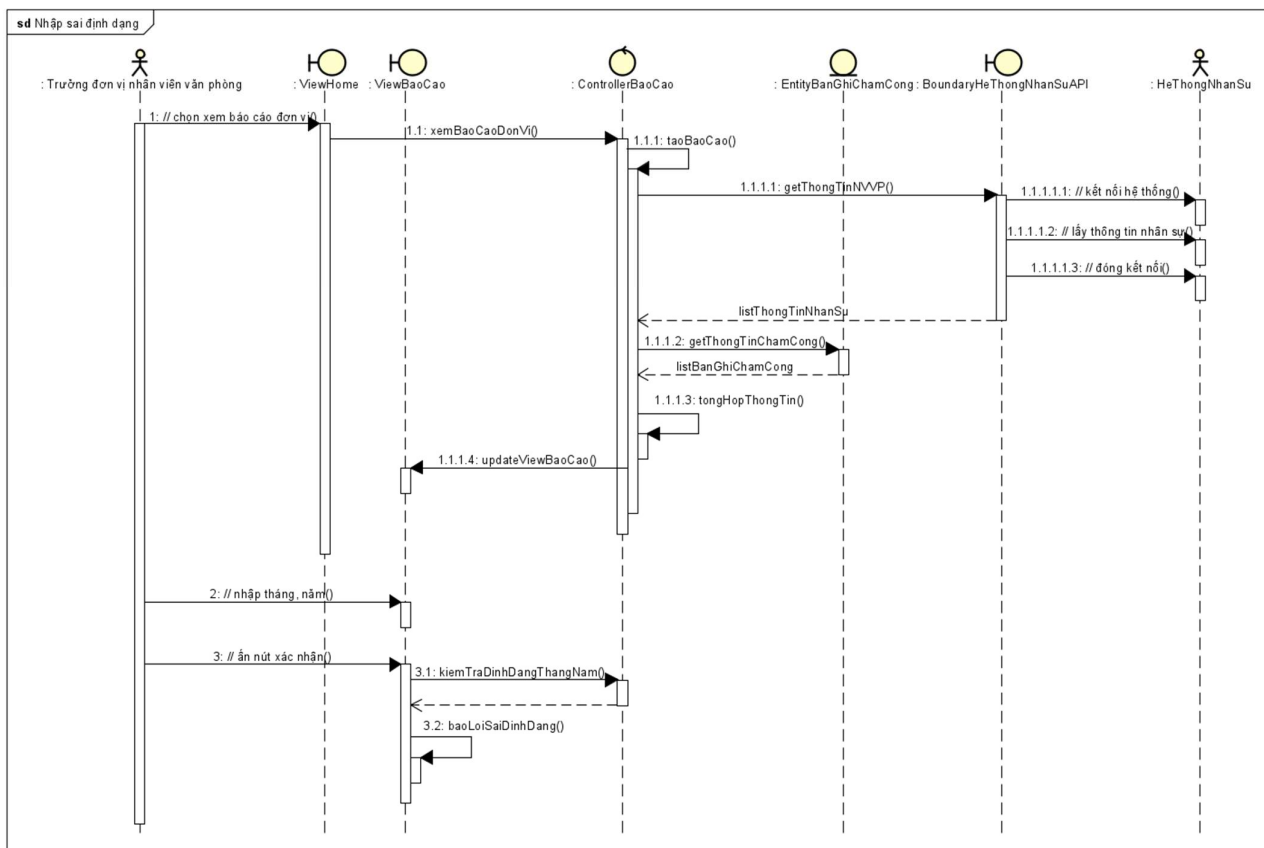 sd Nhập sai định dạng
: Trưởng đơn vị nhân viên văn phòng
: ViewHome
: ViewBaoCao
: ControllerBaoCao
: EntityBanGhiChamCong
: BoundaryHeThongNhanSuAPI
: HeThongNhanSu
1: // chọn xem báo cáo đơn vị()
1.1: xemBaoCaoDonVi()
1.1.1: taoBaoCao()
1.1.1.1: getThongTinNVVP()
1.1.1.1.1: // kết nối hệ thống()
1.1.1.1.2: // lấy thông tin nhân sự()
1.1.1.1.3: // đóng kết nối()
listThongTinNhanSu
1.1.1.2: getThongTinChamCong()
listBanGhiChamCong
1.1.1.3: tongHopThongTin()
1.1.1.4: updateViewBaoCao()
2: // nhập tháng, năm()
3: // ấn nút xác nhận()
3.1: kiemTraDinhDangThangNam()
3.2: baoLoiSaiDinhDang()